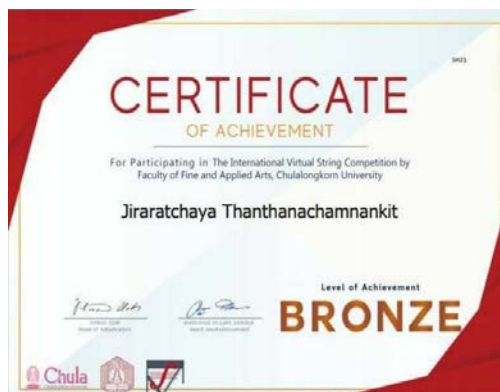 CERTIFICATE
OF ACHIEVEMENT
For Participating in The International Virtual String Competition by
Faculty of Fine and Applied Arts, Chulalongkorn University
Jiraratchaya Thanthanachamnankit
Level of Achievement
BRONZE
Chula